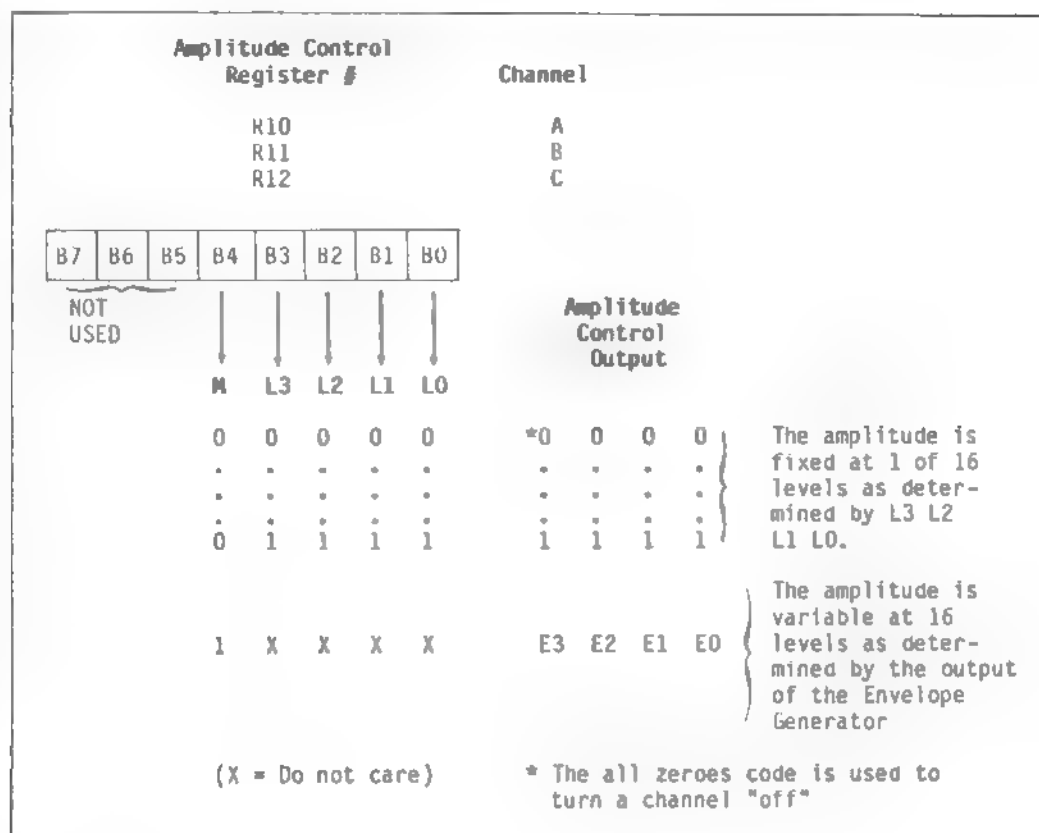 Amplitude Control
Register #
Channel
R10 A
R11 B
R12 C
B7 B6 B5 B4 B3 B2 B1 B0
NOT
USED
Amplitude
Control
Output
M L3 L2 L1 L0
0 0 0 0 0 *0 0 0 0
. . . . . . . . .
. . . . . . . . .
. . . . . . . . .
0 1 1 1 1 1 1 1 1
The amplitude is
fixed at 1 of 16
levels as deter-
mined by L3 L2
L1 L0.
1 X X X X E3 E2 E1 E0
The amplitude is
variable at 16
levels as deter-
mined by the output
of the Envelope
Generator
(X = Do not care)
* The all zeroes code is used to
turn a channel "off"